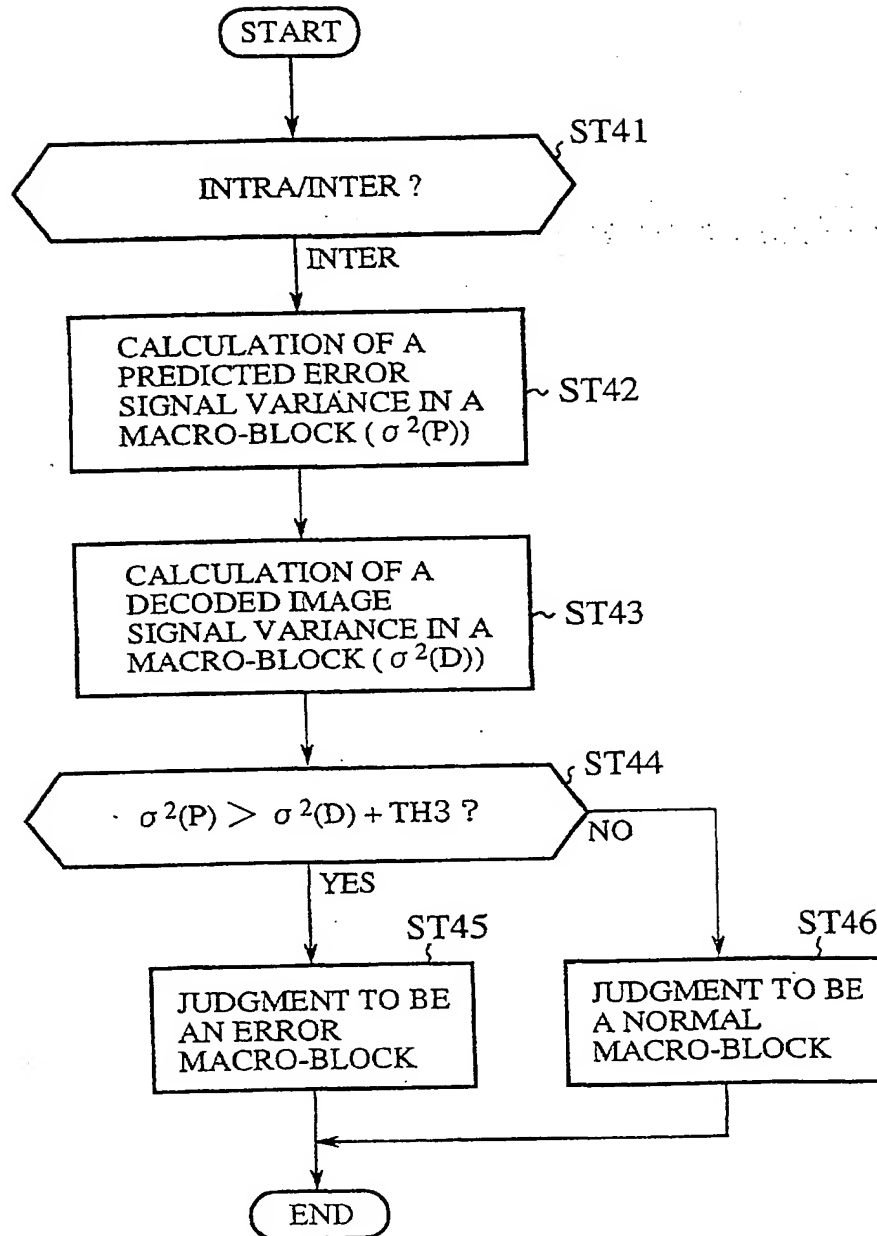 START
ST41
INTRA/INTER ?
INTER
CALCULATION OF A
PREDICTED ERROR
SIGNAL VARIANCE IN A
MACRO-BLOCK ( σ²(P))
ST42
CALCULATION OF A
DECODED IMAGE
SIGNAL VARIANCE IN A
MACRO-BLOCK ( σ²(D))
ST43
ST44
σ²(P) > σ²(D) + TH3 ?
NO
YES
ST45
JUDGMENT TO BE
AN ERROR
MACRO-BLOCK
ST46
JUDGMENT TO BE
A NORMAL
MACRO-BLOCK
END